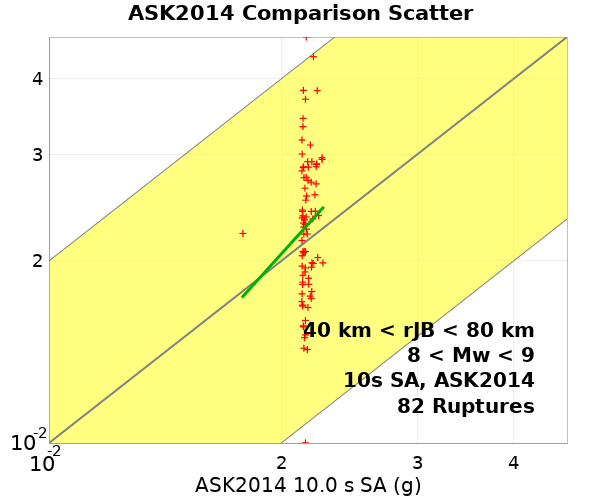 ASK2014 Comparison Scatter
4
3
2
10-2
10-2
2
3
4
40 km < rJB < 80 km
8 < Mw < 9
10s SA, ASK2014
82 Ruptures
ASK2014 10.0 s SA (g)